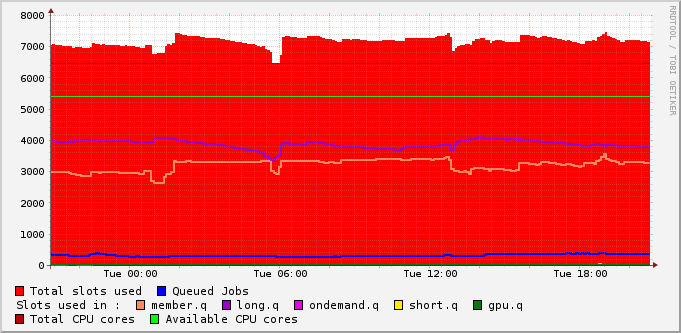 8000
7000
6000
5000
4000
3000
2000
1000
0
Tue 00:00 Tue 06:00 Tue 12:00 Tue 18:00
Total slots used Queued Jobs
Slots used in : member.q long.q ondemand.q short.q gpu.q
Total CPU cores Available CPU cores
RRDTOOL / TOBI OETIKER